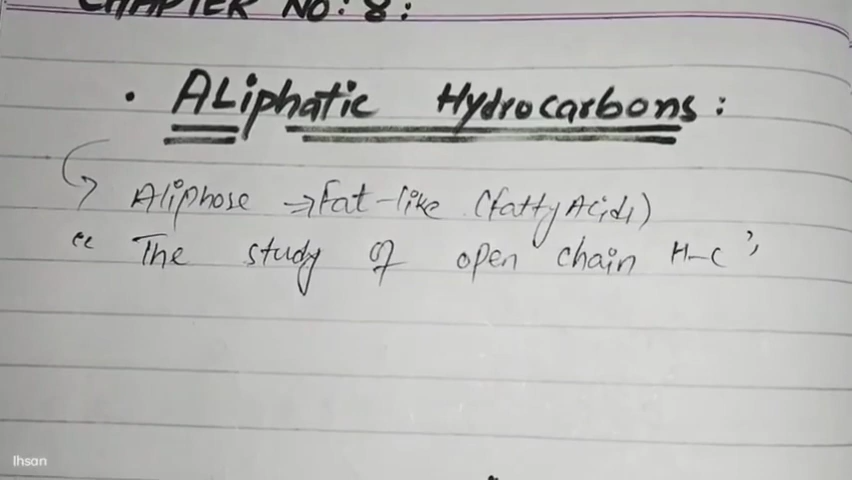 CHAPTER NO: 8:
• ALiphatic Hydrocarbons:
Aliphose ⇒ Fat-like (fatty Acids)
“ The study of open chain H-C ”
Ihsan